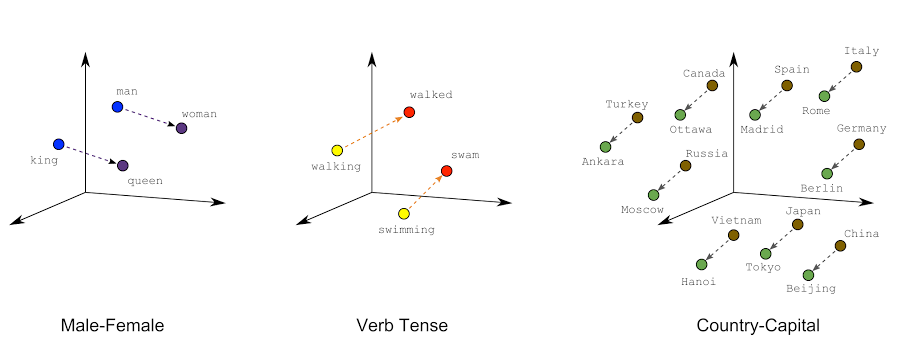 man
woman
king
queen
Male-Female
walked
walking
swam
swimming
Verb Tense
Italy
Canada
Spain
Turkey
Rome
Ottawa
Madrid
Germany
Ankara
Russia
Berlin
Moscow
Japan
Vietnam
China
Tokyo
Hanoi
Beijing
Country-Capital